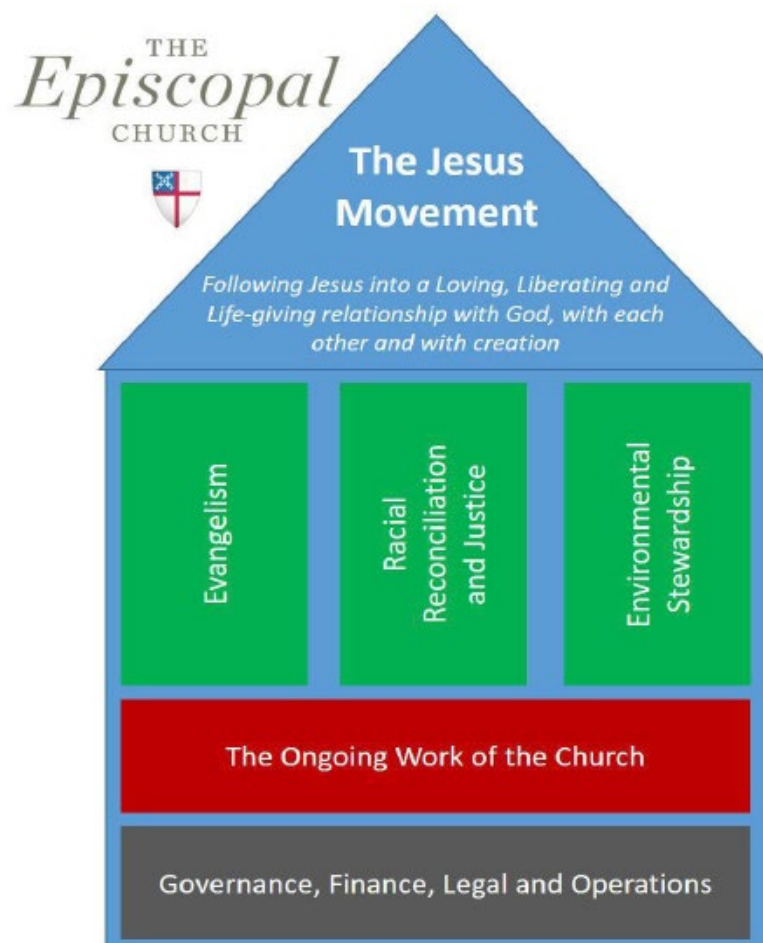 THE
Episcopal
CHURCH
The Jesus
Movement
Following Jesus into a Loving, Liberating and
Life-giving relationship with God, with each
other and with creation
Evangelism
Racial
Reconciliation
and Justice
Environmental
Stewardship
The Ongoing Work of the Church
Governance, Finance, Legal and Operations